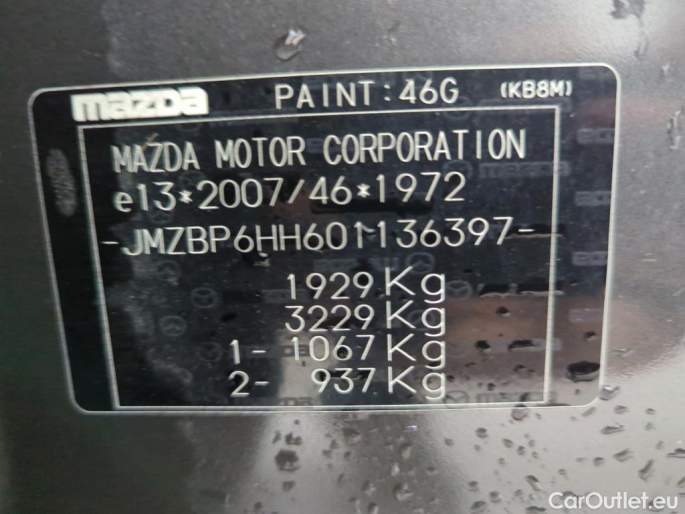 mazda PAINT:46G (KB8M)
MAZDA MOTOR CORPORATION
e13*2007/46*1972
-JMZBP6HH601136397-
1929 Kg
3229 Kg
1- 1067 Kg
2- 937 Kg
CarOutlet.eu